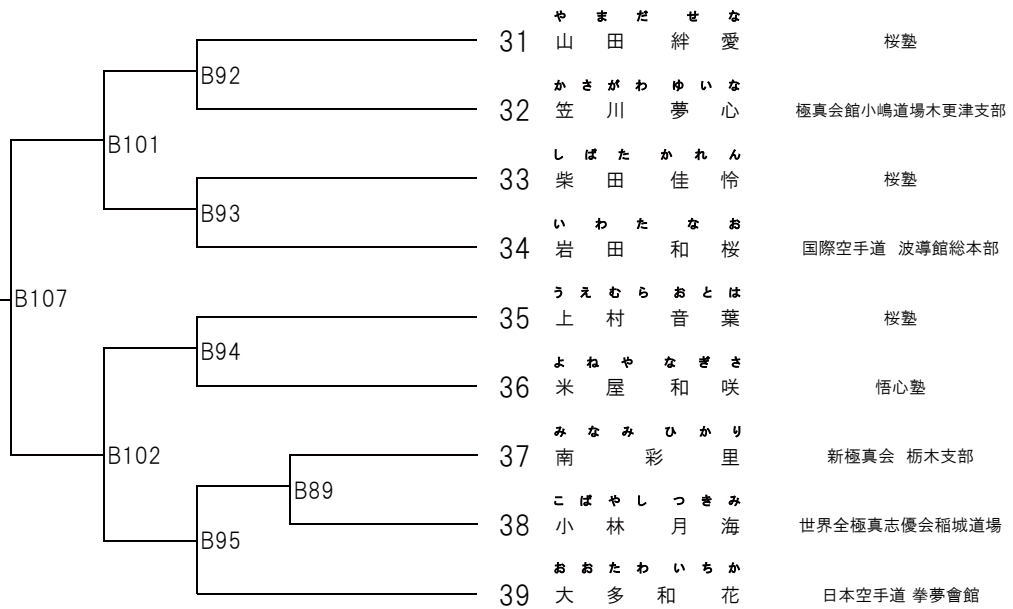 やまだ せな
31 山田 絆愛 桜塾
B92
かさがわ ゆいな
32 笠川 夢心 極真会館小嶋道場木更津支部
B101
しばた かれん
33 柴田 佳怜 桜塾
B93
いわた なお
34 岩田 和桜 国際空手道 波導館総本部
B107
うえむら おとは
35 上村 音葉 桜塾
B94
よねや なぎさ
36 米屋 和咲 悟心塾
B102
みなみ ひかり
37 南 彩里 新極真会 栃木支部
B89
こばやし つきみ
38 小林 月海 世界全極真志優会稲城道場
B95
おおたわ いちか
39 大多和 花 日本空手道 拳夢會館